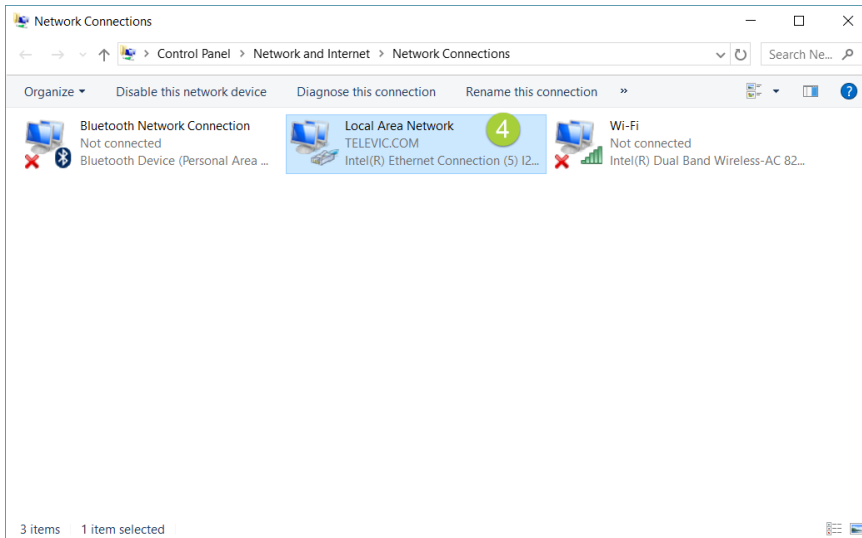 Network Connections
Control Panel > Network and Internet > Network Connections
Search Ne...
Organize
Disable this network device
Diagnose this connection
Rename this connection
»
?
Bluetooth Network Connection
Not connected
Bluetooth Device (Personal Area ...
Local Area Network
TELEVIC.COM
Intel(R) Ethernet Connection (5) I2...
4
Wi-Fi
Not connected
Intel(R) Dual Band Wireless-AC 82...
3 items
1 item selected